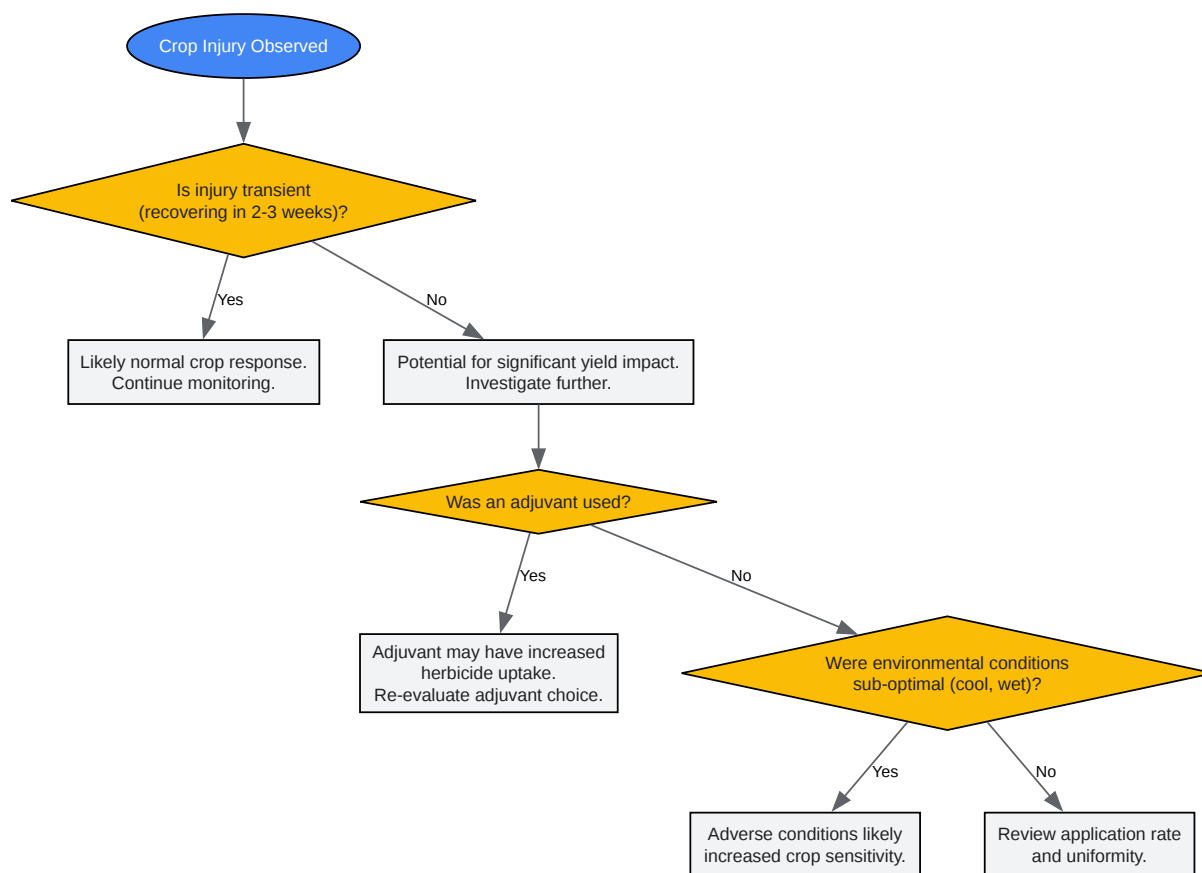 Crop Injury Observed
Is injury transient
(recovering in 2-3 weeks)?
Yes
No
Likely normal crop response.
Continue monitoring.
Potential for significant yield impact.
Investigate further.
Was an adjuvant used?
Yes
No
Adjuvant may have increased
herbicide uptake.
Re-evaluate adjuvant choice.
Were environmental conditions
sub-optimal (cool, wet)?
Yes
No
Adverse conditions likely
increased crop sensitivity.
Review application rate
and uniformity.